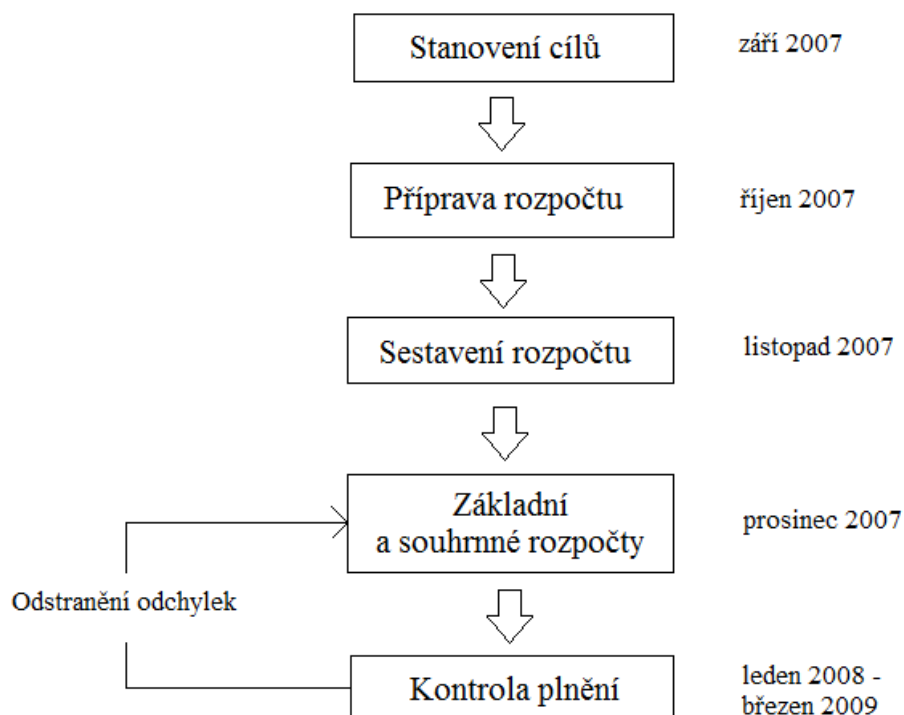 Stanovení cílů
září 2007
Příprava rozpočtu
říjen 2007
Sestavení rozpočtu
listopad 2007
Základní
a souhrnné rozpočty
prosinec 2007
Odstranění odchylek
Kontrola plnění
leden 2008 -
březen 2009